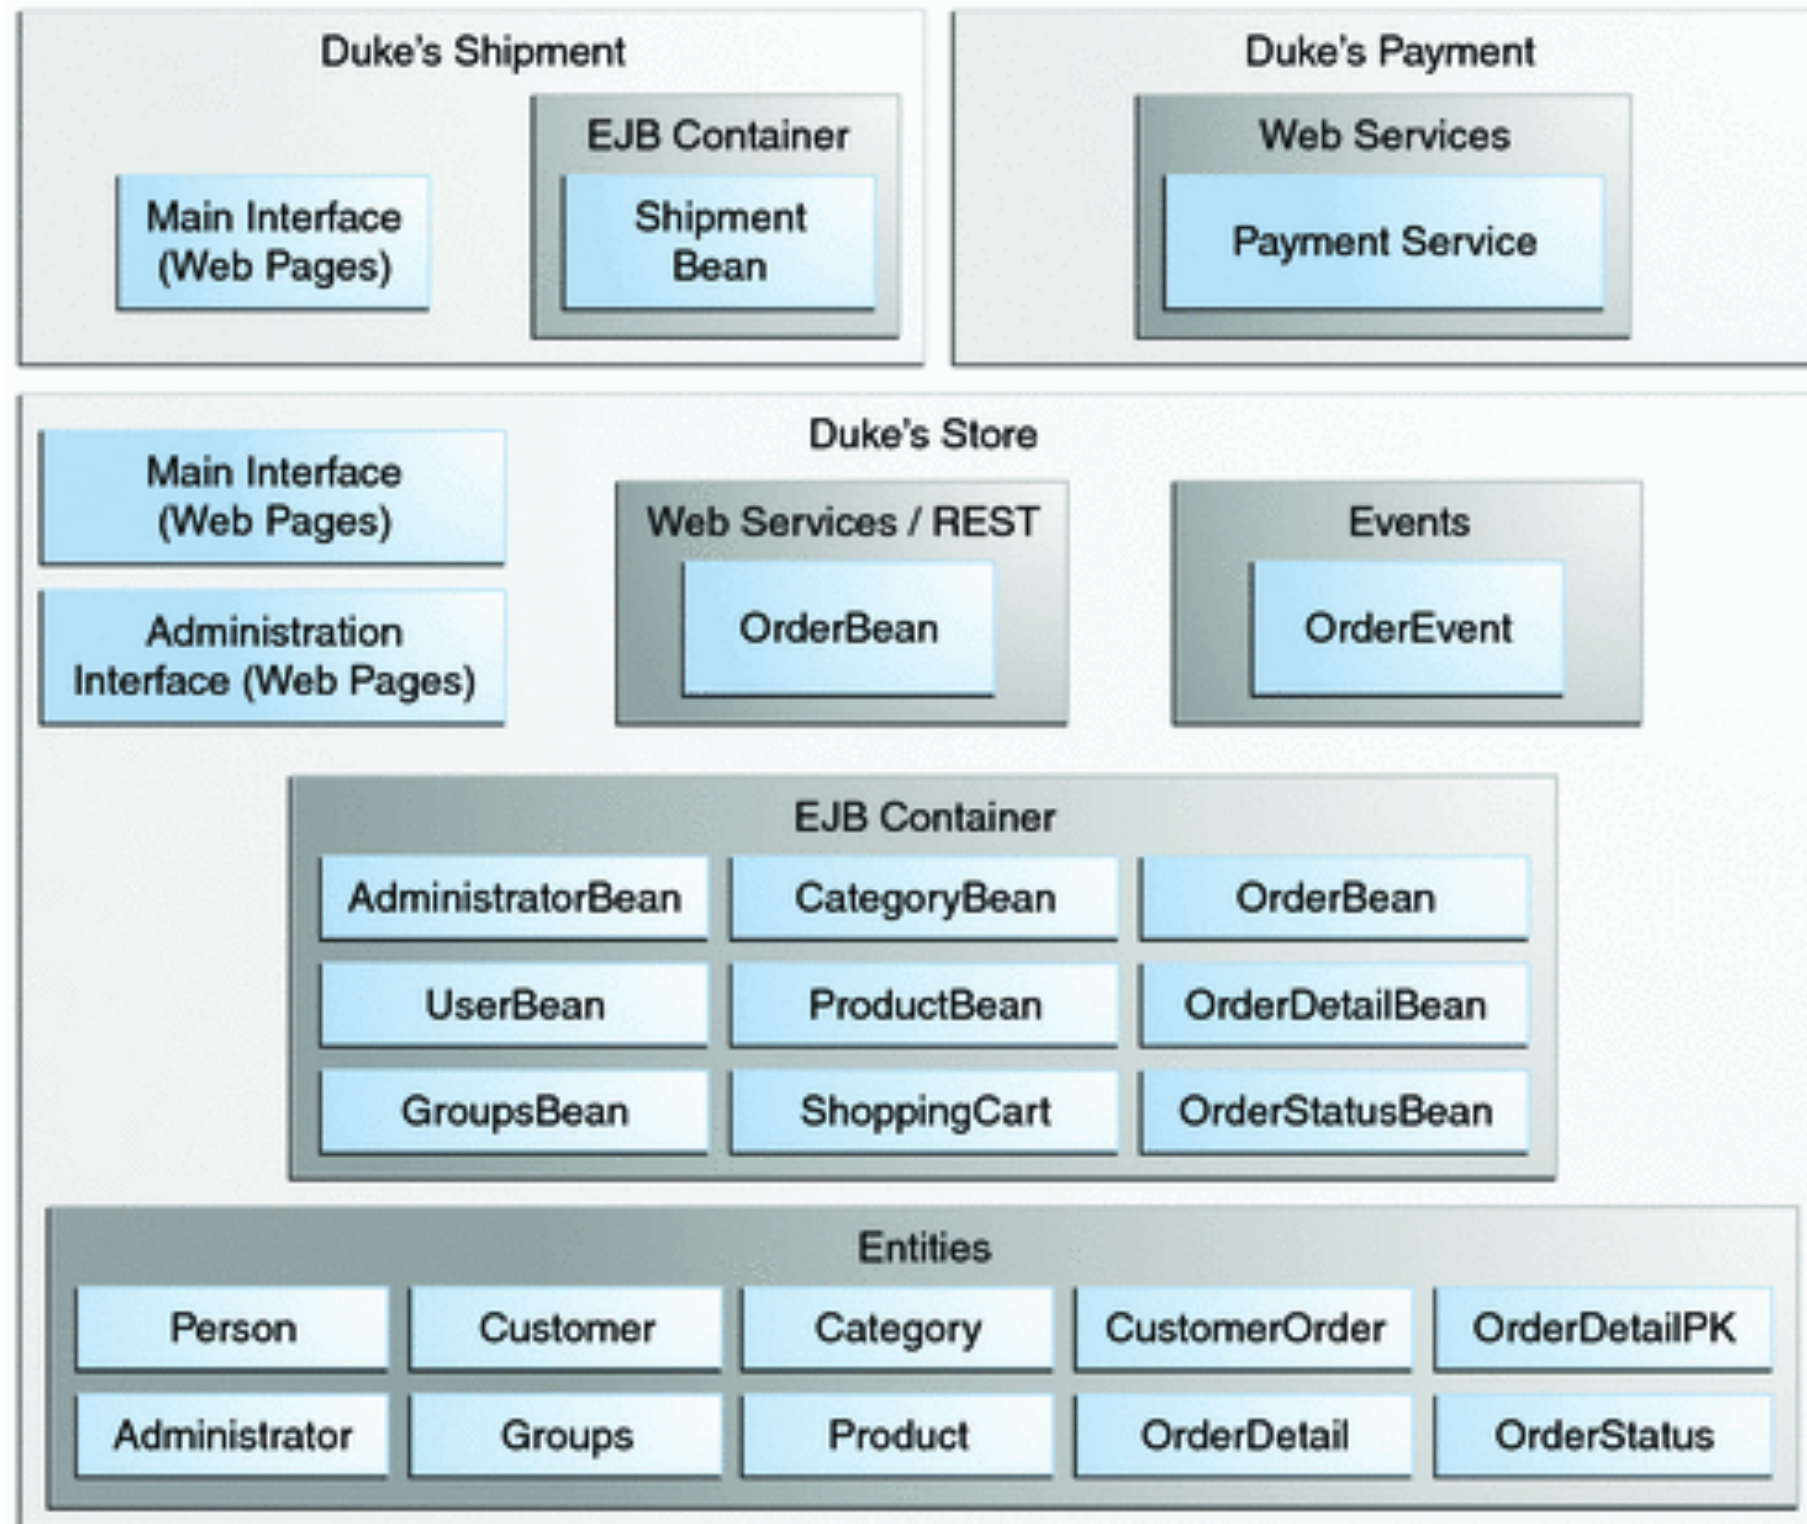 Duke's Shipment
EJB Container
Main Interface
(Web Pages)
Shipment
Bean
Duke's Payment
Web Services
Payment Service
Duke's Store
Main Interface
(Web Pages)
Administration
Interface (Web Pages)
Web Services / REST
OrderBean
Events
OrderEvent
EJB Container
AdministratorBean
CategoryBean
OrderBean
UserBean
ProductBean
OrderDetailBean
GroupsBean
ShoppingCart
OrderStatusBean
Entities
Person
Customer
Category
CustomerOrder
OrderDetailPK
Administrator
Groups
Product
OrderDetail
OrderStatus